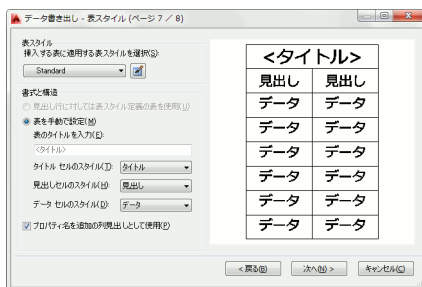 データ書き出し - 表スタイル (ページ 7 / 8)
表スタイル
挿入する表に適用する表スタイルを選択(S):
Standard
書式と構造
見出し行に対しては表スタイル定義の表を使用(U)
表を手動で設定(M)
表のタイトルを入力(E):
<タイトル>
タイトル セルのスタイル(T): タイトル
見出しセルのスタイル(H): 見出し
データ セルのスタイル(D): データ
プロパティ名を追加の列見出しとして使用(P)
<タイトル>
見出し 見出し
データ データ
データ データ
データ データ
データ データ
データ データ
データ データ
< 戻る(B) 次へ(N) > キャンセル(C)